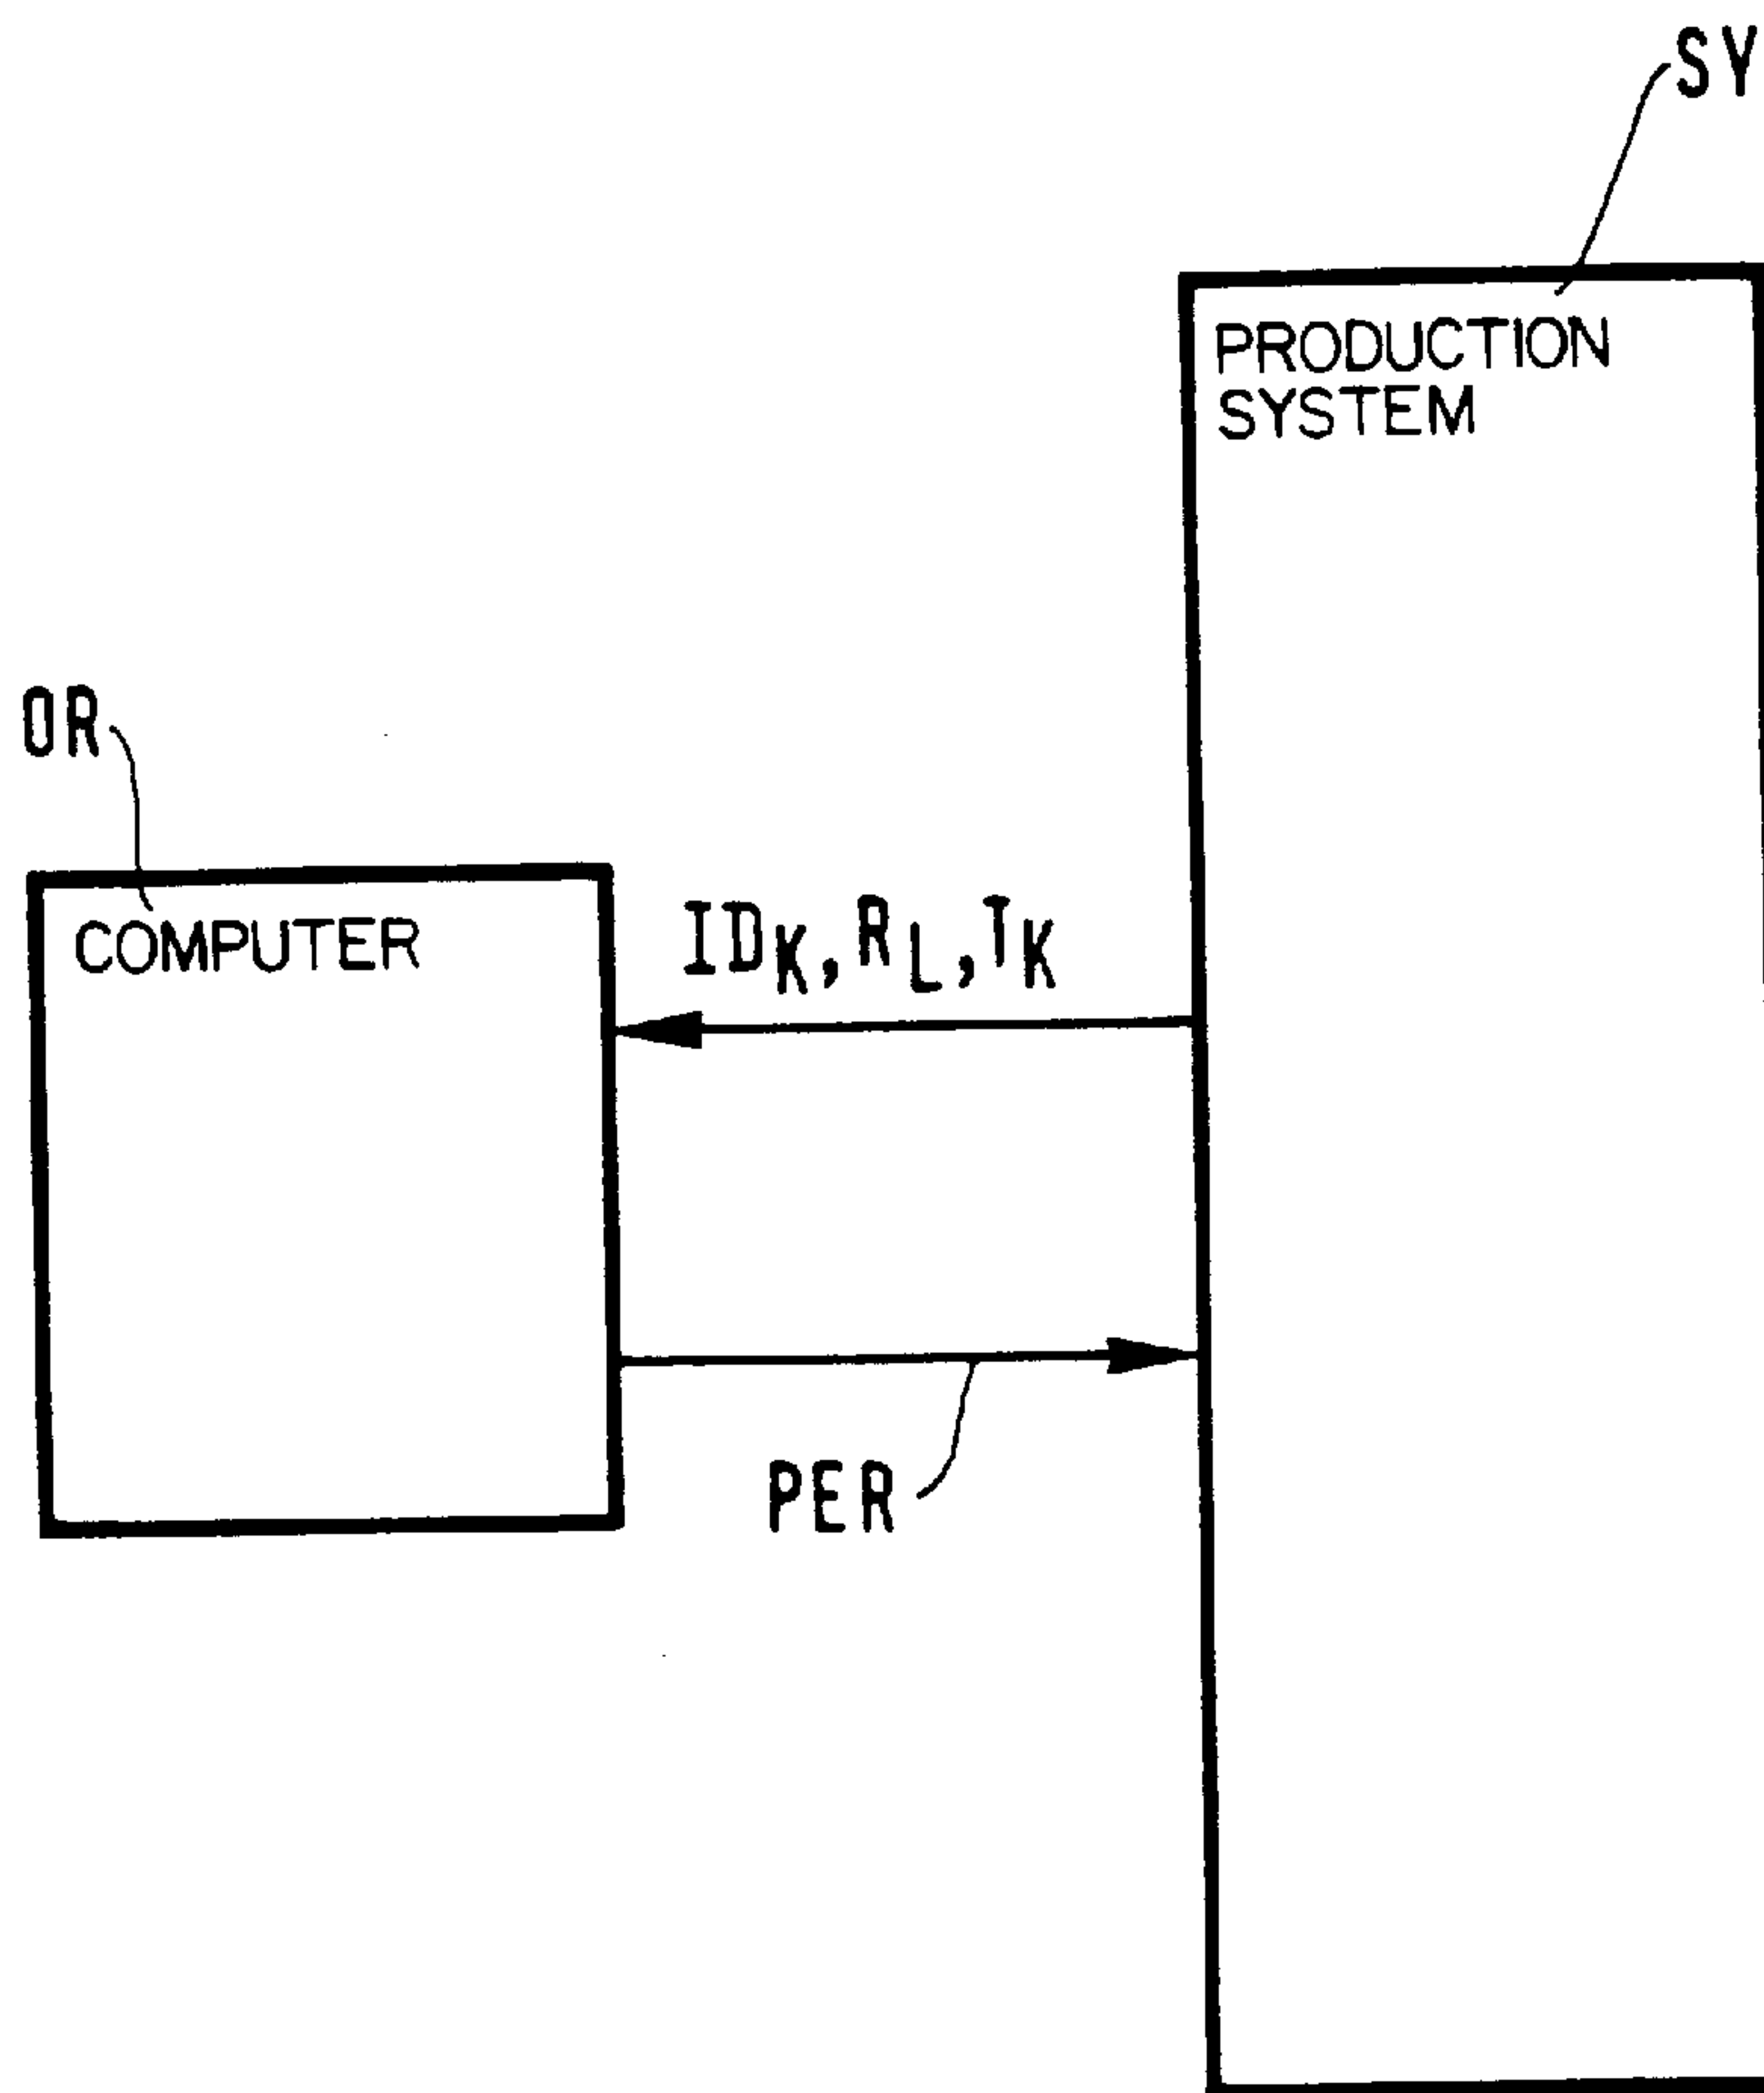 SY
PRODUCTION
SYSTEM
OR
COMPUTER
IDK, RL, TK
PER